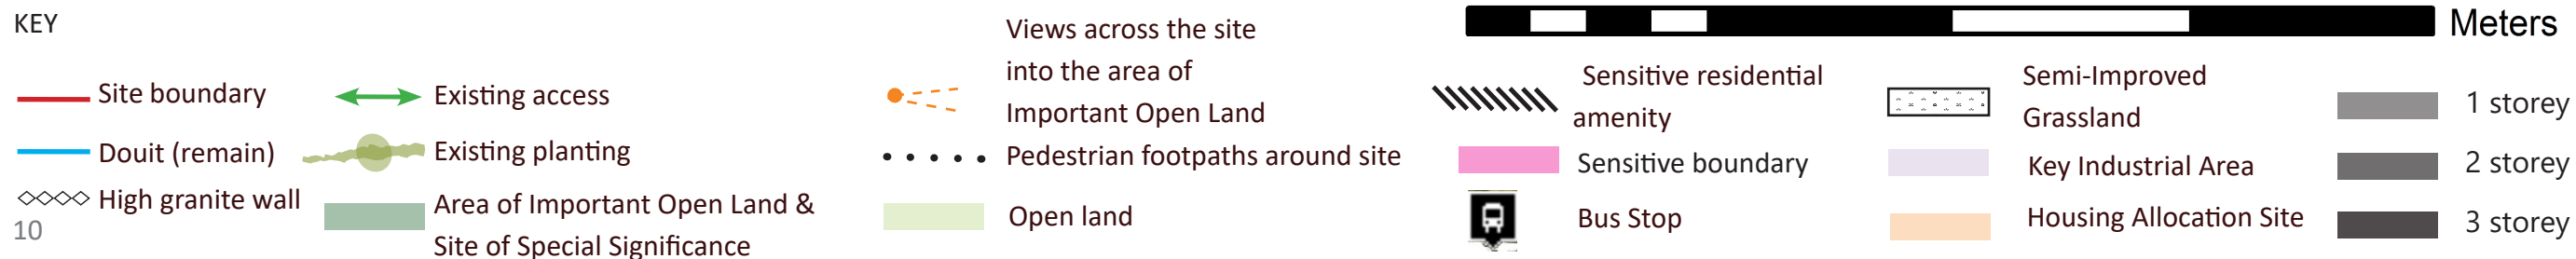 KEY
Site boundary
Douit (remain)
High granite wall
10
Existing access
Existing planting
Area of Important Open Land &
Site of Special Significance
Views across the site
into the area of
Important Open Land
Pedestrian footpaths around site
Open land
Meters
Sensitive residential
amenity
Sensitive boundary
Bus Stop
Semi-Improved
Grassland
Key Industrial Area
Housing Allocation Site
1 storey
2 storey
3 storey